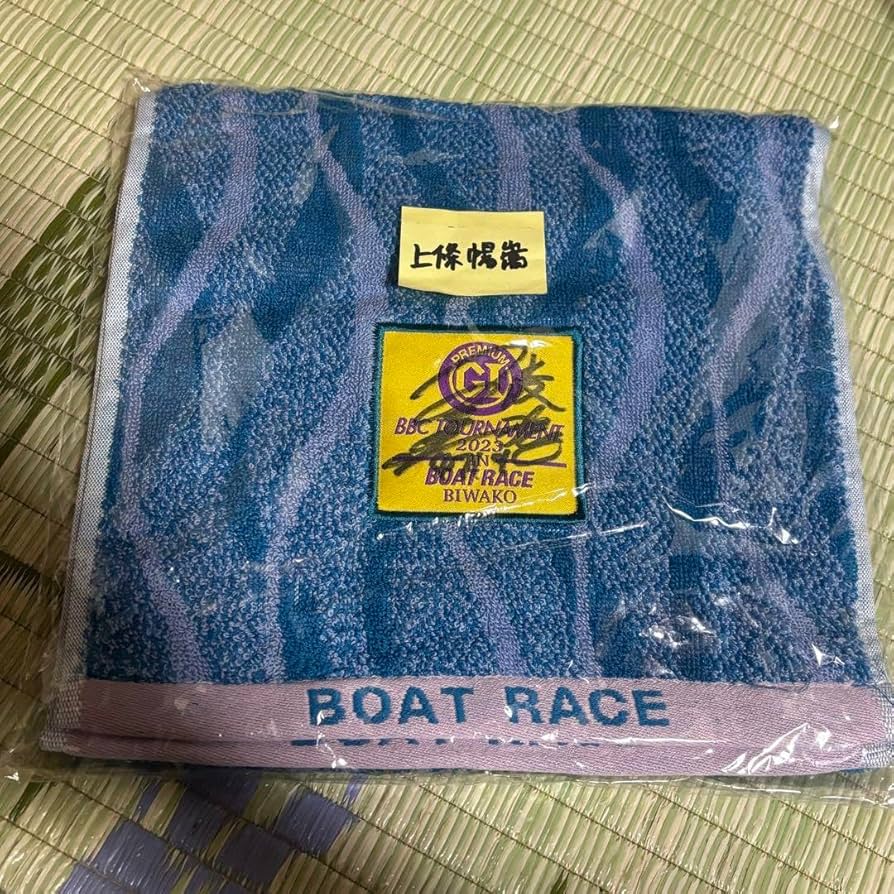 上條暢嵩
PREMIUM
GI
BBC TOURNAMENT
2023
IN
BOAT RACE
BIWAKO
BOAT RACE